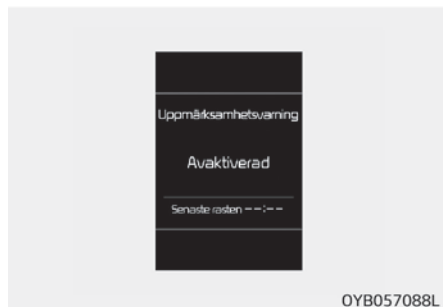 Uppmärksamhetsvarning
Avaktiverad
Senaste rasten --:--
OYB057088L